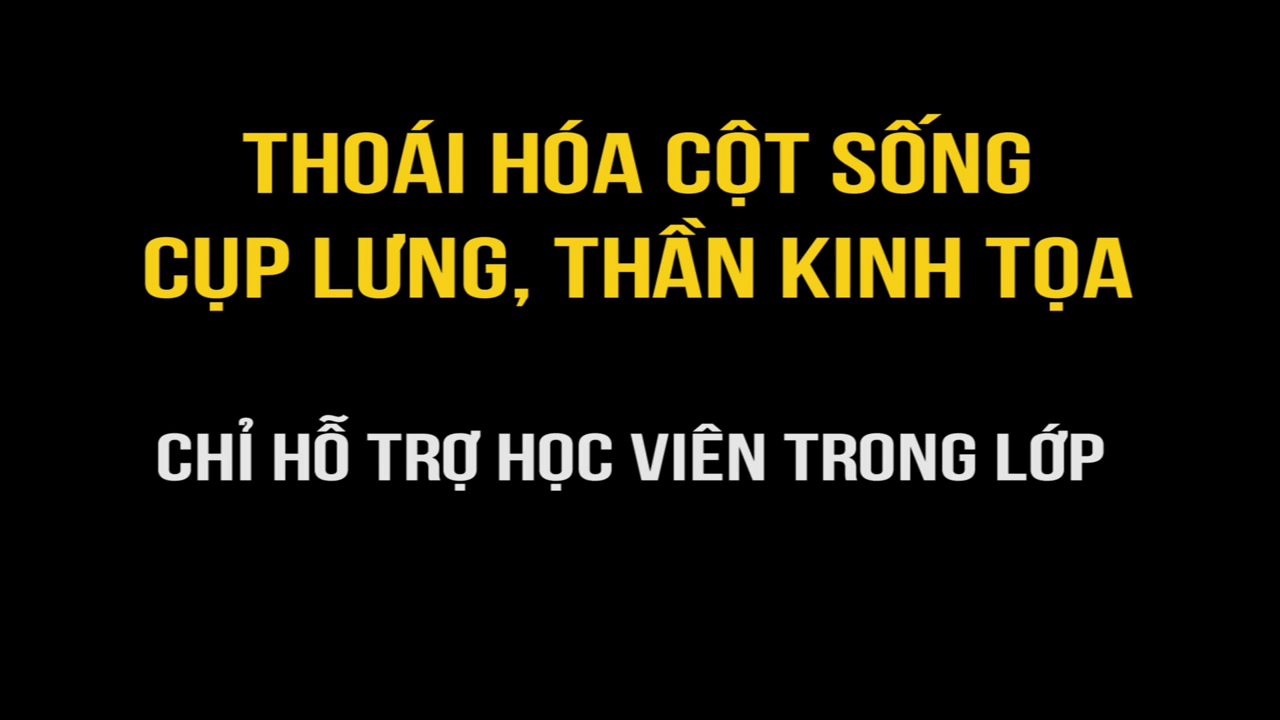 THOÁI HÓA CỘT SỐNG
CỤP LƯNG, THẦN KINH TỌA
CHỈ HỖ TRỢ HỌC VIÊN TRONG LỚP